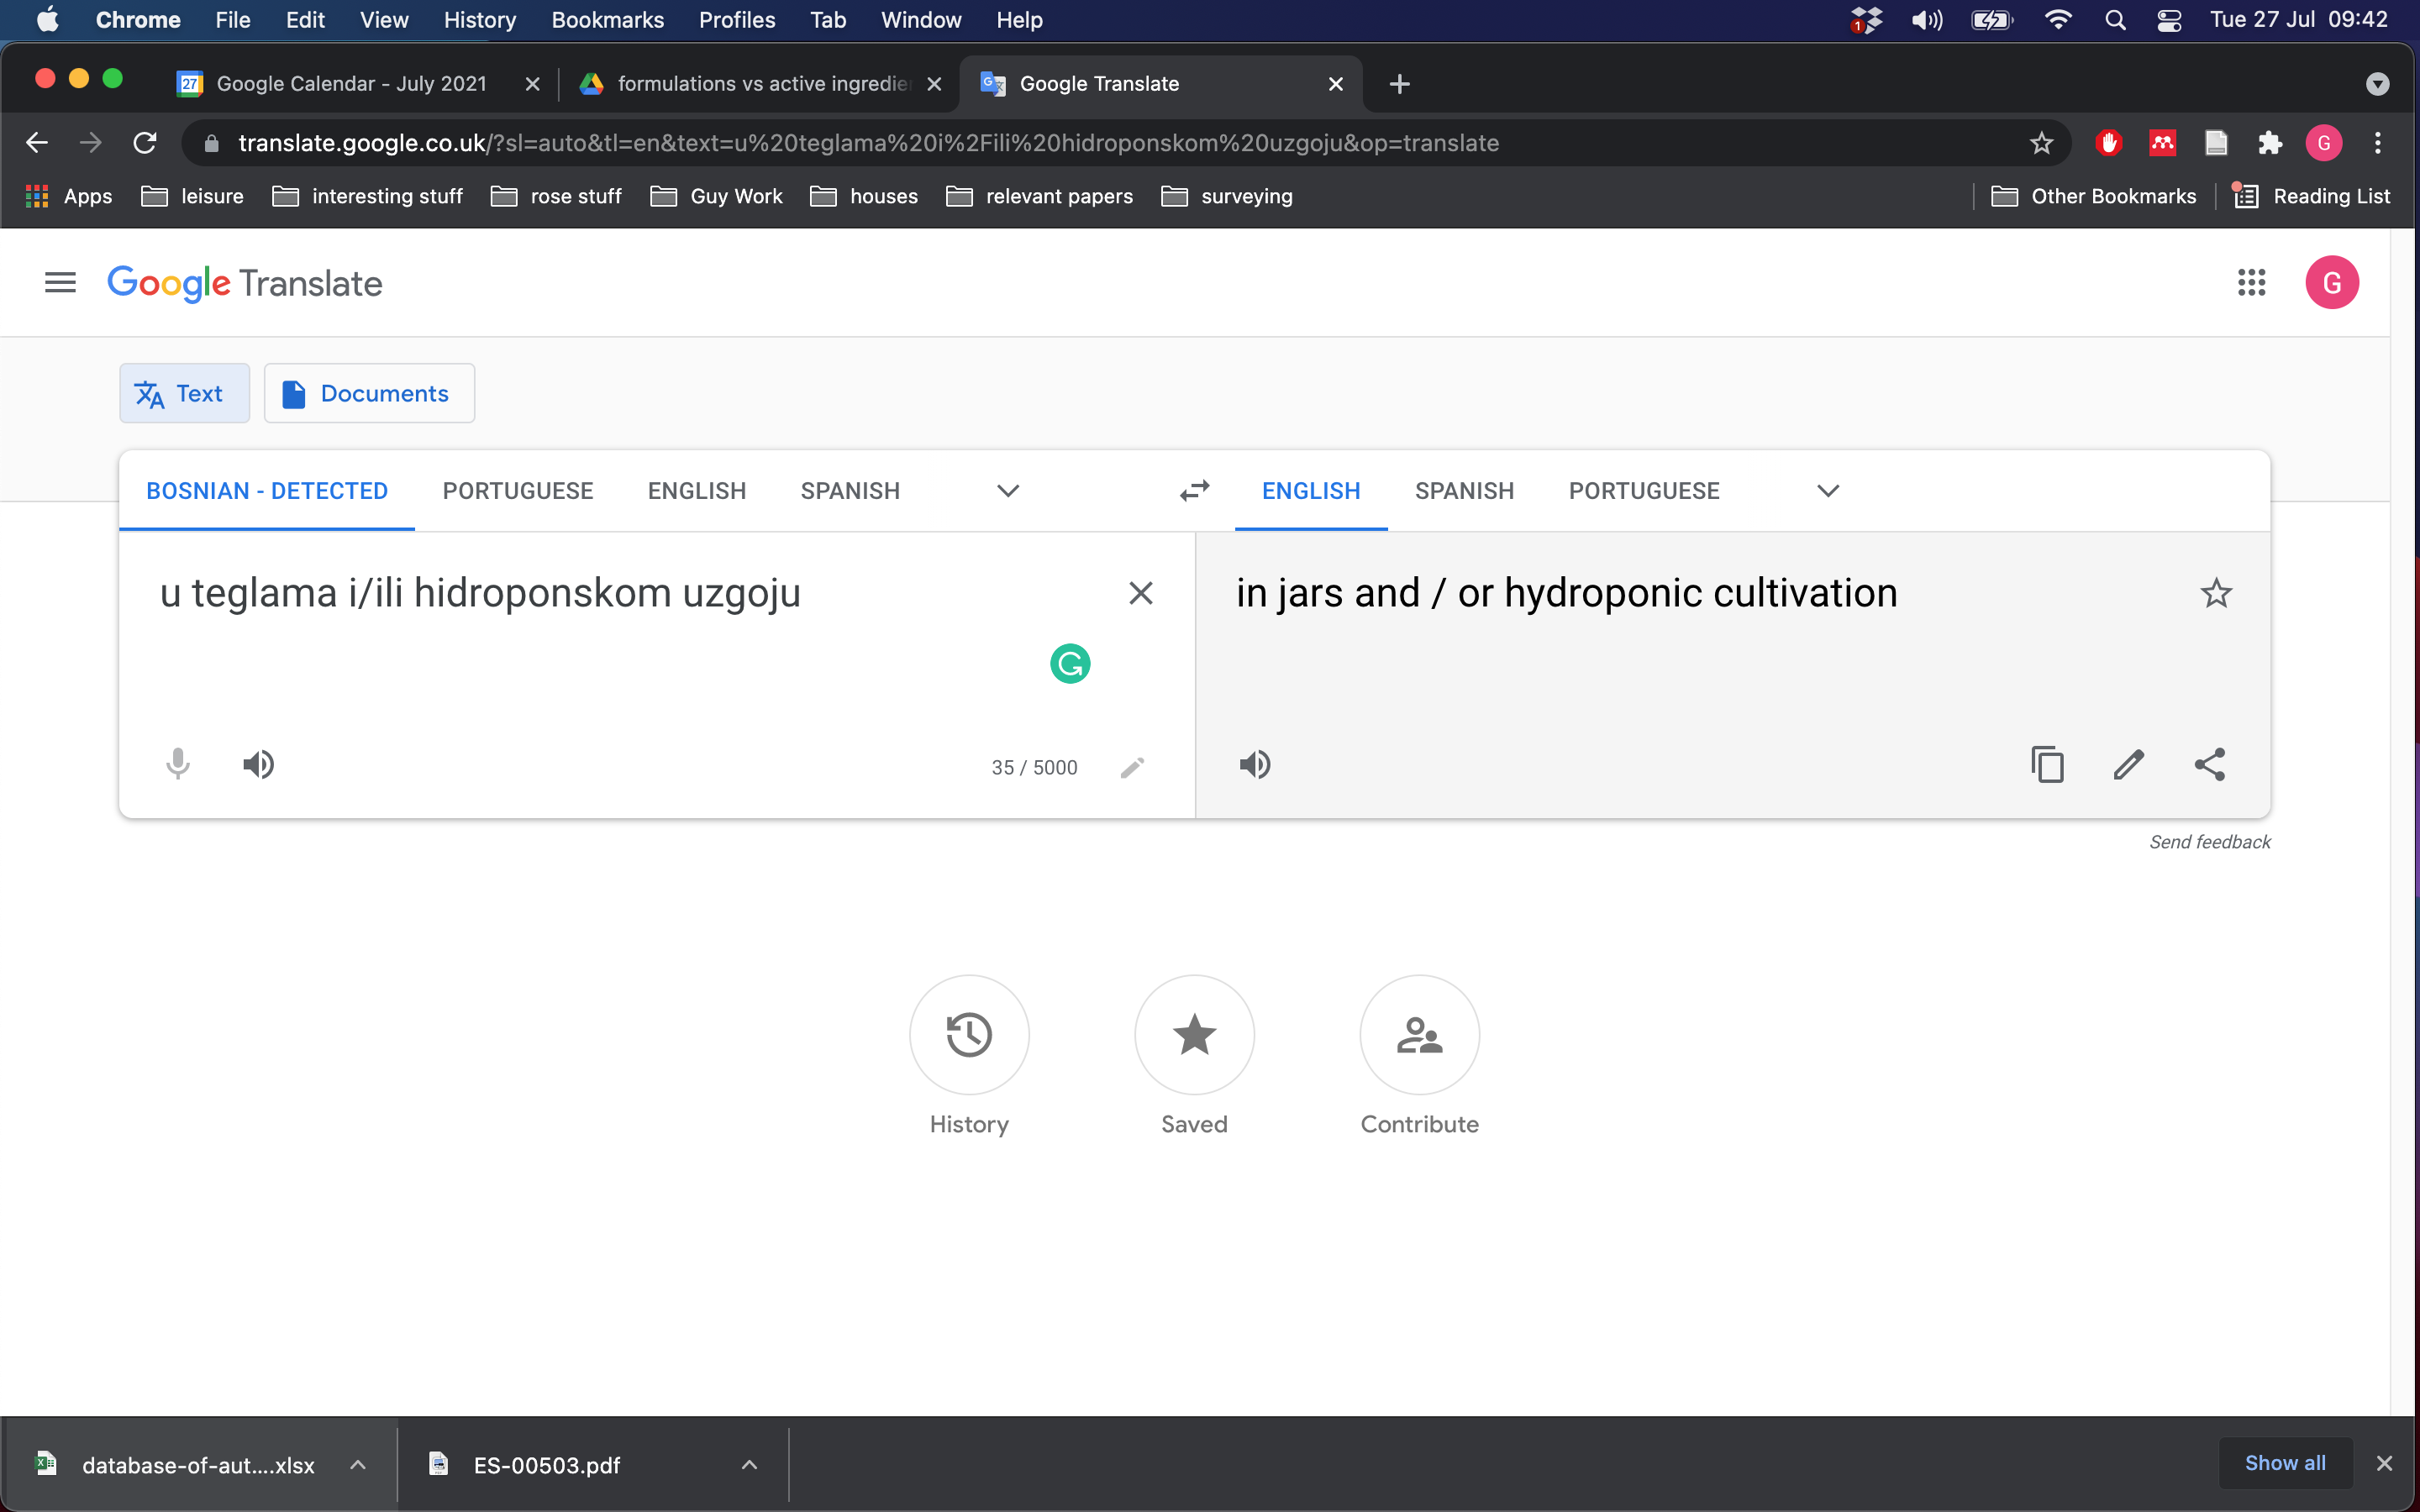 Chrome File Edit View History Bookmarks Profiles Tab Window Help 1 Tue 27 Jul 09:42
27 Google Calendar - July 2021 formulations vs active ingredie Google Translate
translate.google.co.uk/?sl=auto&tl=en&text=u%20teglama%20i%2Fili%20hidroponskom%20uzgoju&op=translate G
Apps leisure interesting stuff rose stuff Guy Work houses relevant papers surveying Other Bookmarks Reading List
Google Translate G
Text Documents
BOSNIAN - DETECTED PORTUGUESE ENGLISH SPANISH ENGLISH SPANISH PORTUGUESE
u teglama i/ili hidroponskom uzgoju in jars and / or hydroponic cultivation
35 / 5000
Send feedback
History Saved Contribute
database-of-aut....xlsx ES-00503.pdf Show all